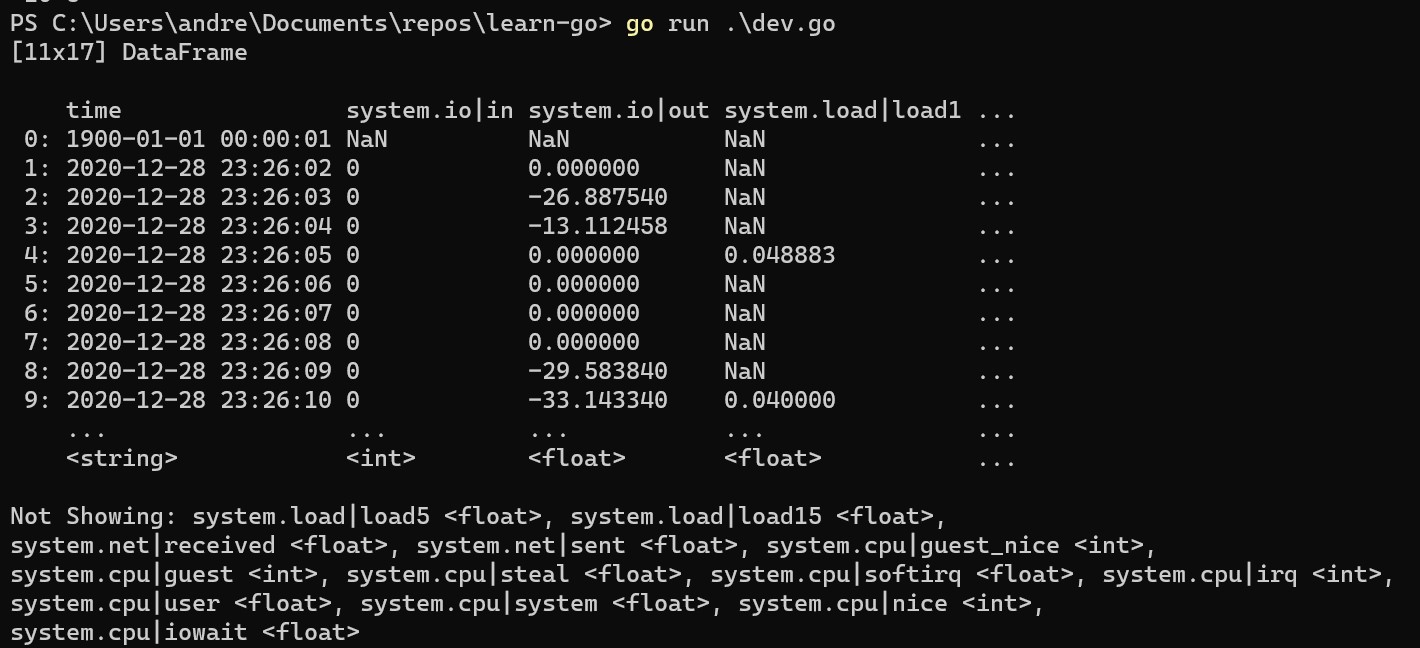 PS C:\Users\andre\Documents\repos\learn-go> go run .\dev.go
[11x17] DataFrame

    time                system.io|in system.io|out system.load|load1 ...
 0: 1900-01-01 00:00:01 NaN          NaN           NaN               ...
 1: 2020-12-28 23:26:02 0            0.000000      NaN               ...
 2: 2020-12-28 23:26:03 0            -26.887540    NaN               ...
 3: 2020-12-28 23:26:04 0            -13.112458    NaN               ...
 4: 2020-12-28 23:26:05 0            0.000000      0.048883          ...
 5: 2020-12-28 23:26:06 0            0.000000      NaN               ...
 6: 2020-12-28 23:26:07 0            0.000000      NaN               ...
 7: 2020-12-28 23:26:08 0            0.000000      NaN               ...
 8: 2020-12-28 23:26:09 0            -29.583840    NaN               ...
 9: 2020-12-28 23:26:10 0            -33.143340    0.040000          ...
    ...                 ...          ...           ...               ...
    <string>            <int>        <float>       <float>           ...

Not Showing: system.load|load5 <float>, system.load|load15 <float>,
system.net|received <float>, system.net|sent <float>, system.cpu|guest_nice <int>,
system.cpu|guest <int>, system.cpu|steal <float>, system.cpu|softirq <float>, system.cpu|irq <int>,
system.cpu|user <float>, system.cpu|system <float>, system.cpu|nice <int>,
system.cpu|iowait <float>